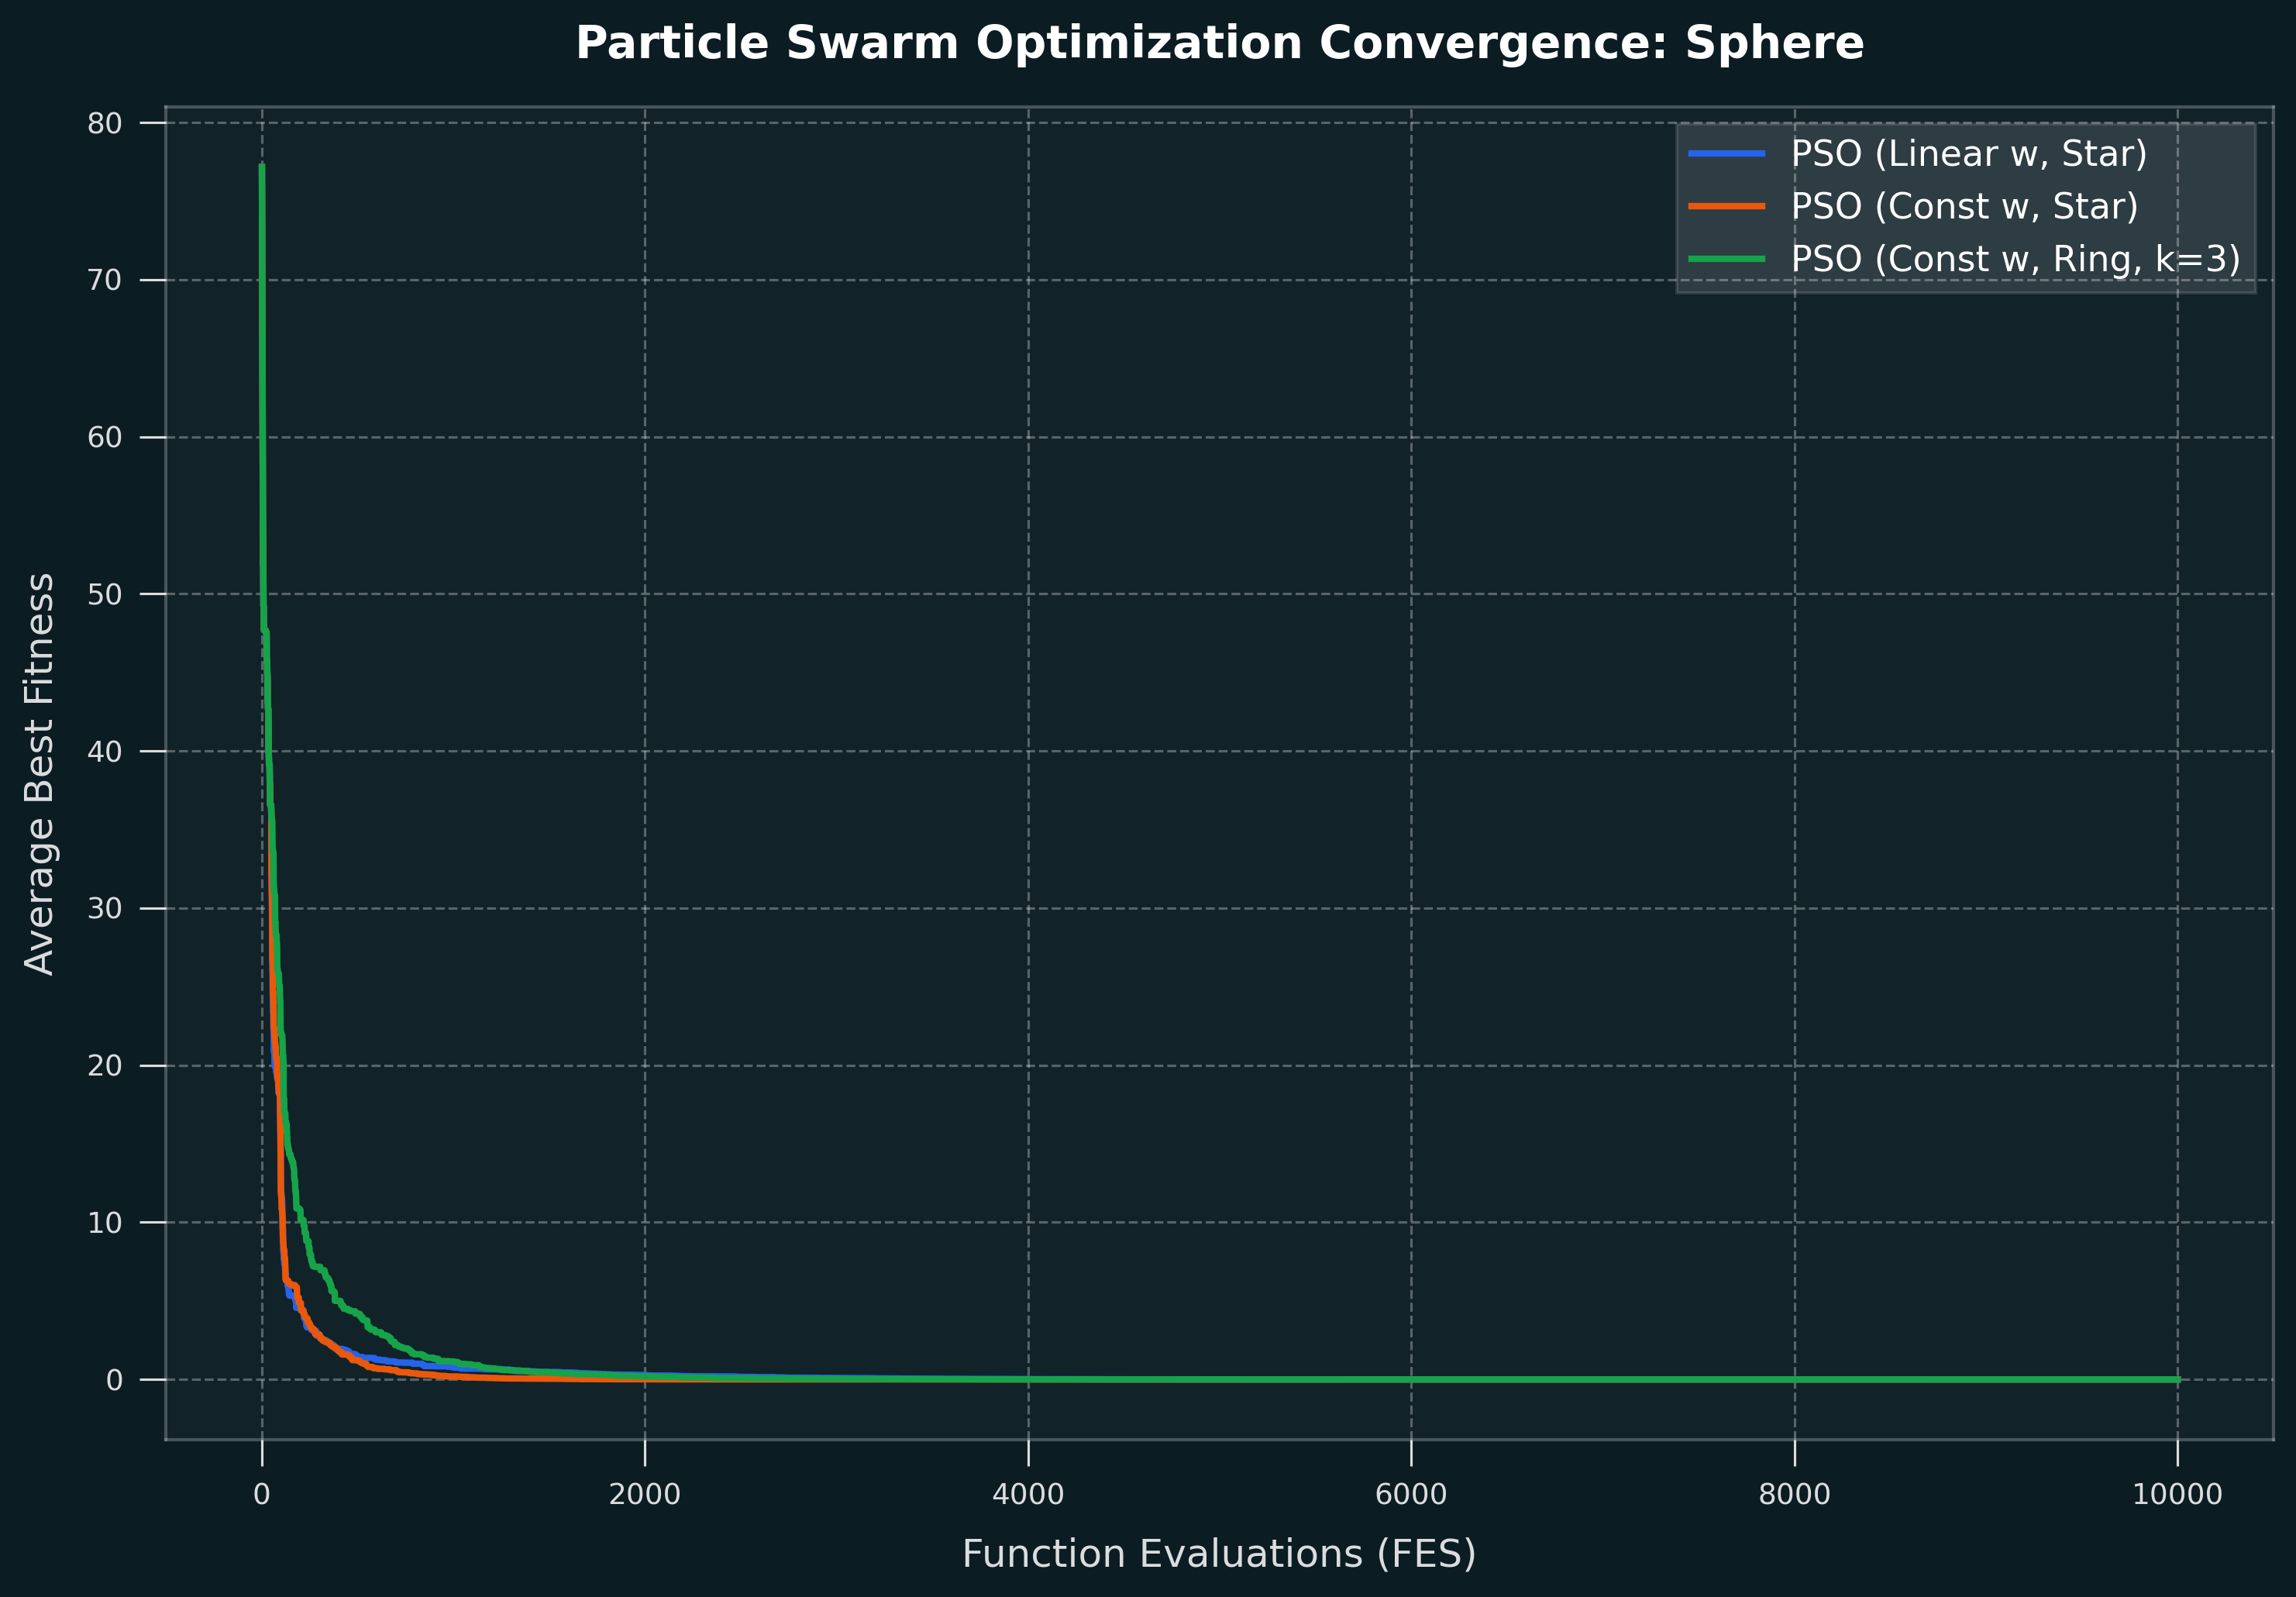 Particle Swarm Optimization Convergence: Sphere
PSO (Linear w, Star)
PSO (Const w, Star)
PSO (Const w, Ring, k=3)
Average Best Fitness
80
70
60
50
40
30
20
10
0
0 2000 4000 6000 8000 10000
Function Evaluations (FES)